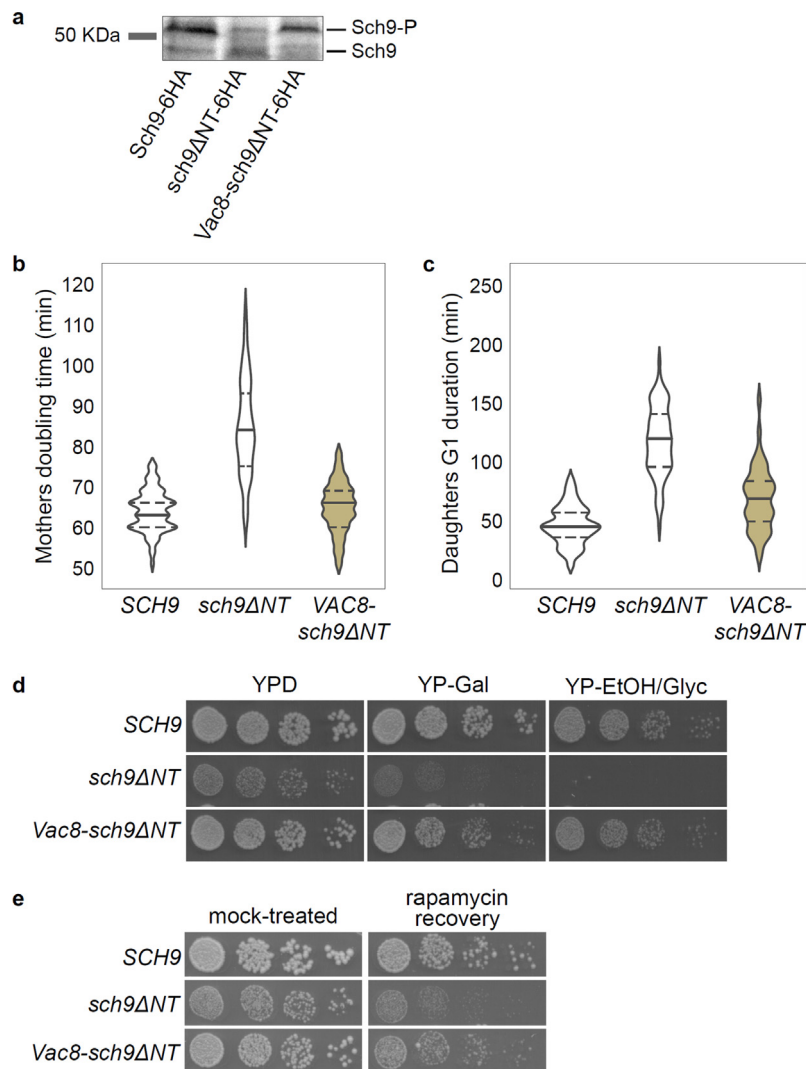 a
50 KDa
Sch9-P
Sch9
Sch9-6HA
sch9ΔNT-6HA
Vac8-sch9ΔNT-6HA
b
Mothers doubling time (min)
120
110
100
90
80
70
60
50
SCH9
sch9ΔNT
VAC8-
sch9ΔNT
c
Daughters G1 duration (min)
250
200
150
100
50
0
SCH9
sch9ΔNT
VAC8-
sch9ΔNT
d
YPD YP-Gal YP-EtOH/Glyc
SCH9
sch9ΔNT
Vac8-sch9ΔNT
e
mock-treated
rapamycin
recovery
SCH9
sch9ΔNT
Vac8-sch9ΔNT